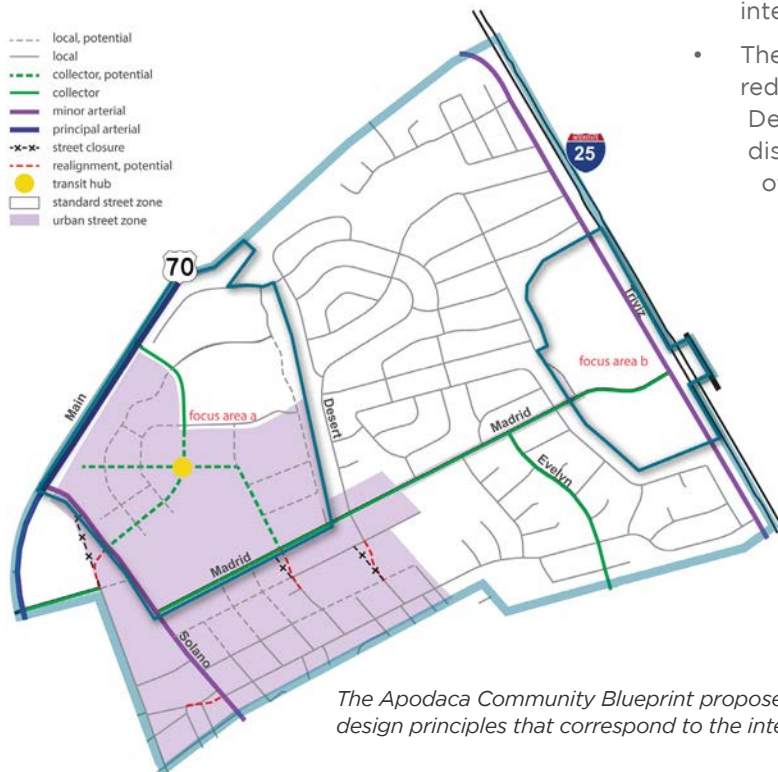 local, potential
local
collector, potential
collector
minor arterial
principal arterial
street closure
realignment, potential
transit hub
standard street zone
urban street zone
INTERSTATE
25
70
Main
focus area a
Desert
Triviz
focus area b
Madrid
Evelyn
Madrid
Solano
inte
• The
red
De
dis
o
The Apodaca Community Blueprint propose
design principles that correspond to the inte